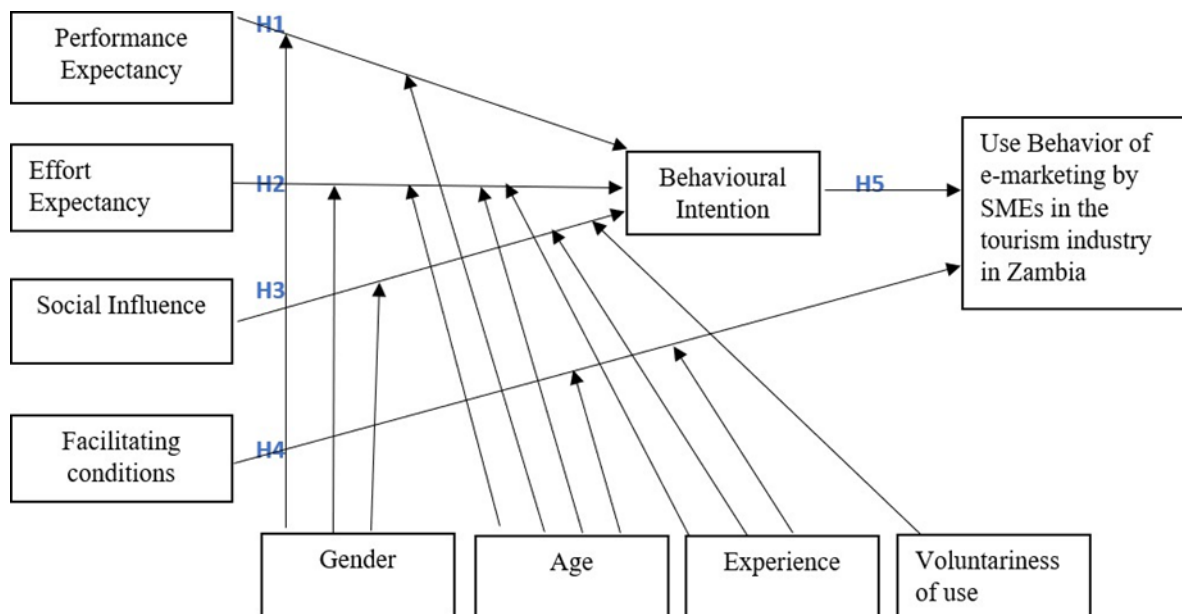 H1
Performance
Expectancy
Effort
Expectancy
H2
Behavioural
Intention
H5
Use Behavior of
e-marketing by
SMEs in the
tourism industry
in Zambia
Social Influence
H3
Facilitating
conditions
H4
Gender
Age
Experience
Voluntariness
of use